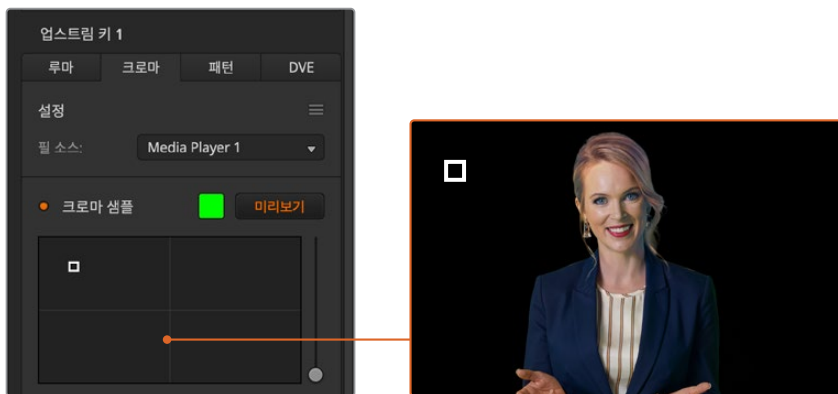 업스트림 키 1
루마 크로마 패턴 DVE
설정
필 소스: Media Player 1
크로마 샘플 미리보기